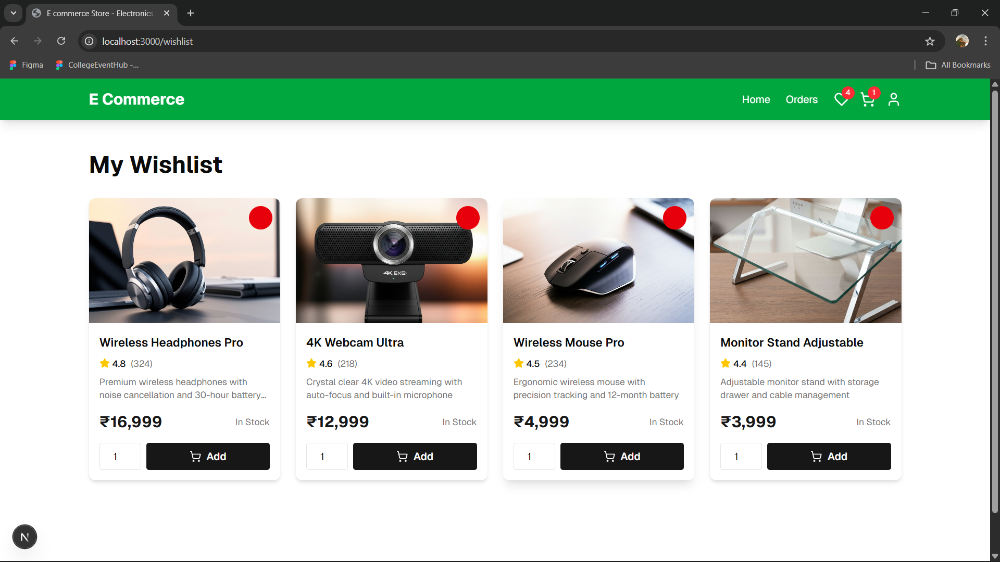 E commerce Store - Electronics
localhost:3000/wishlist
Figma
CollegeEventHub -...
All Bookmarks
E Commerce
Home
Orders
4
1
My Wishlist
4K EXG
Wireless Headphones Pro
4.8 (324)
Premium wireless headphones with
noise cancellation and 30-hour battery...
₹16,999
In Stock
1
Add
4K Webcam Ultra
4.6 (218)
Crystal clear 4K video streaming with
auto-focus and built-in microphone
₹12,999
In Stock
1
Add
Wireless Mouse Pro
4.5 (234)
Ergonomic wireless mouse with
precision tracking and 12-month battery
₹4,999
In Stock
1
Add
Monitor Stand Adjustable
4.4 (145)
Adjustable monitor stand with storage
drawer and cable management
₹3,999
In Stock
1
Add
N